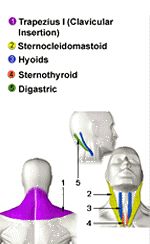 1 Trapezius I (Clavicular
Insertion)
2 Sternocleidomastoid
3 Hyoids
4 Sternothyroid
5 Digastric
5
1
2
3
4